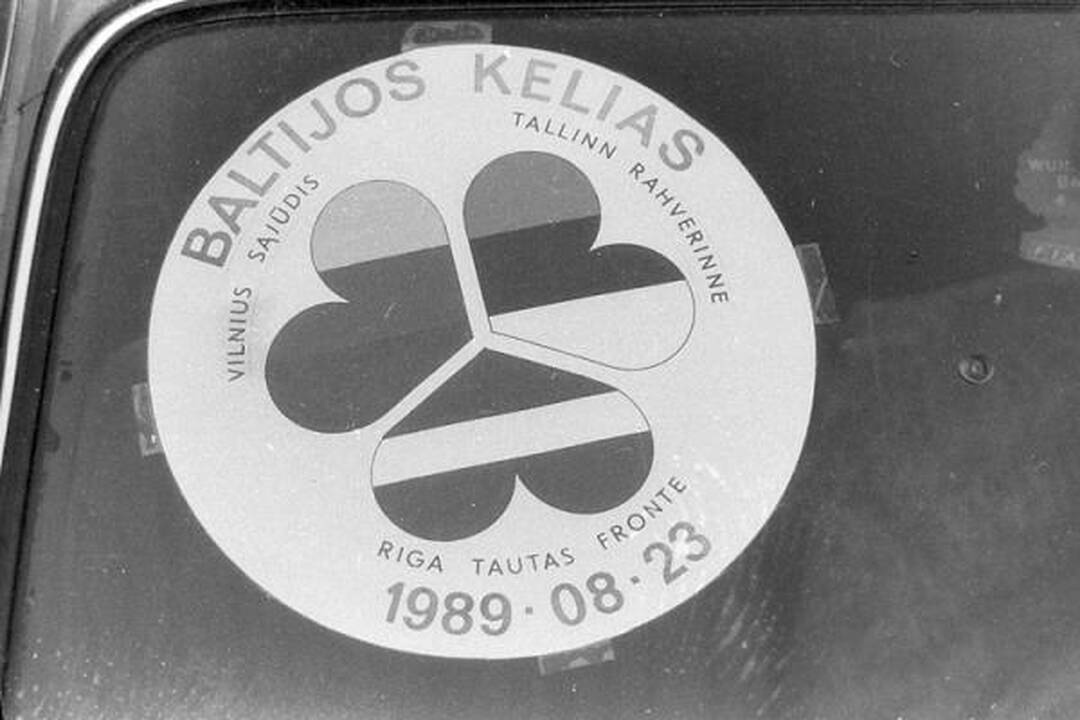 BALTIJOS KELIAS
VILNIUS SAJŪDIS
TALLINN RAHVERINNE
RIGA TAUTAS FRONTE
1989·08·23